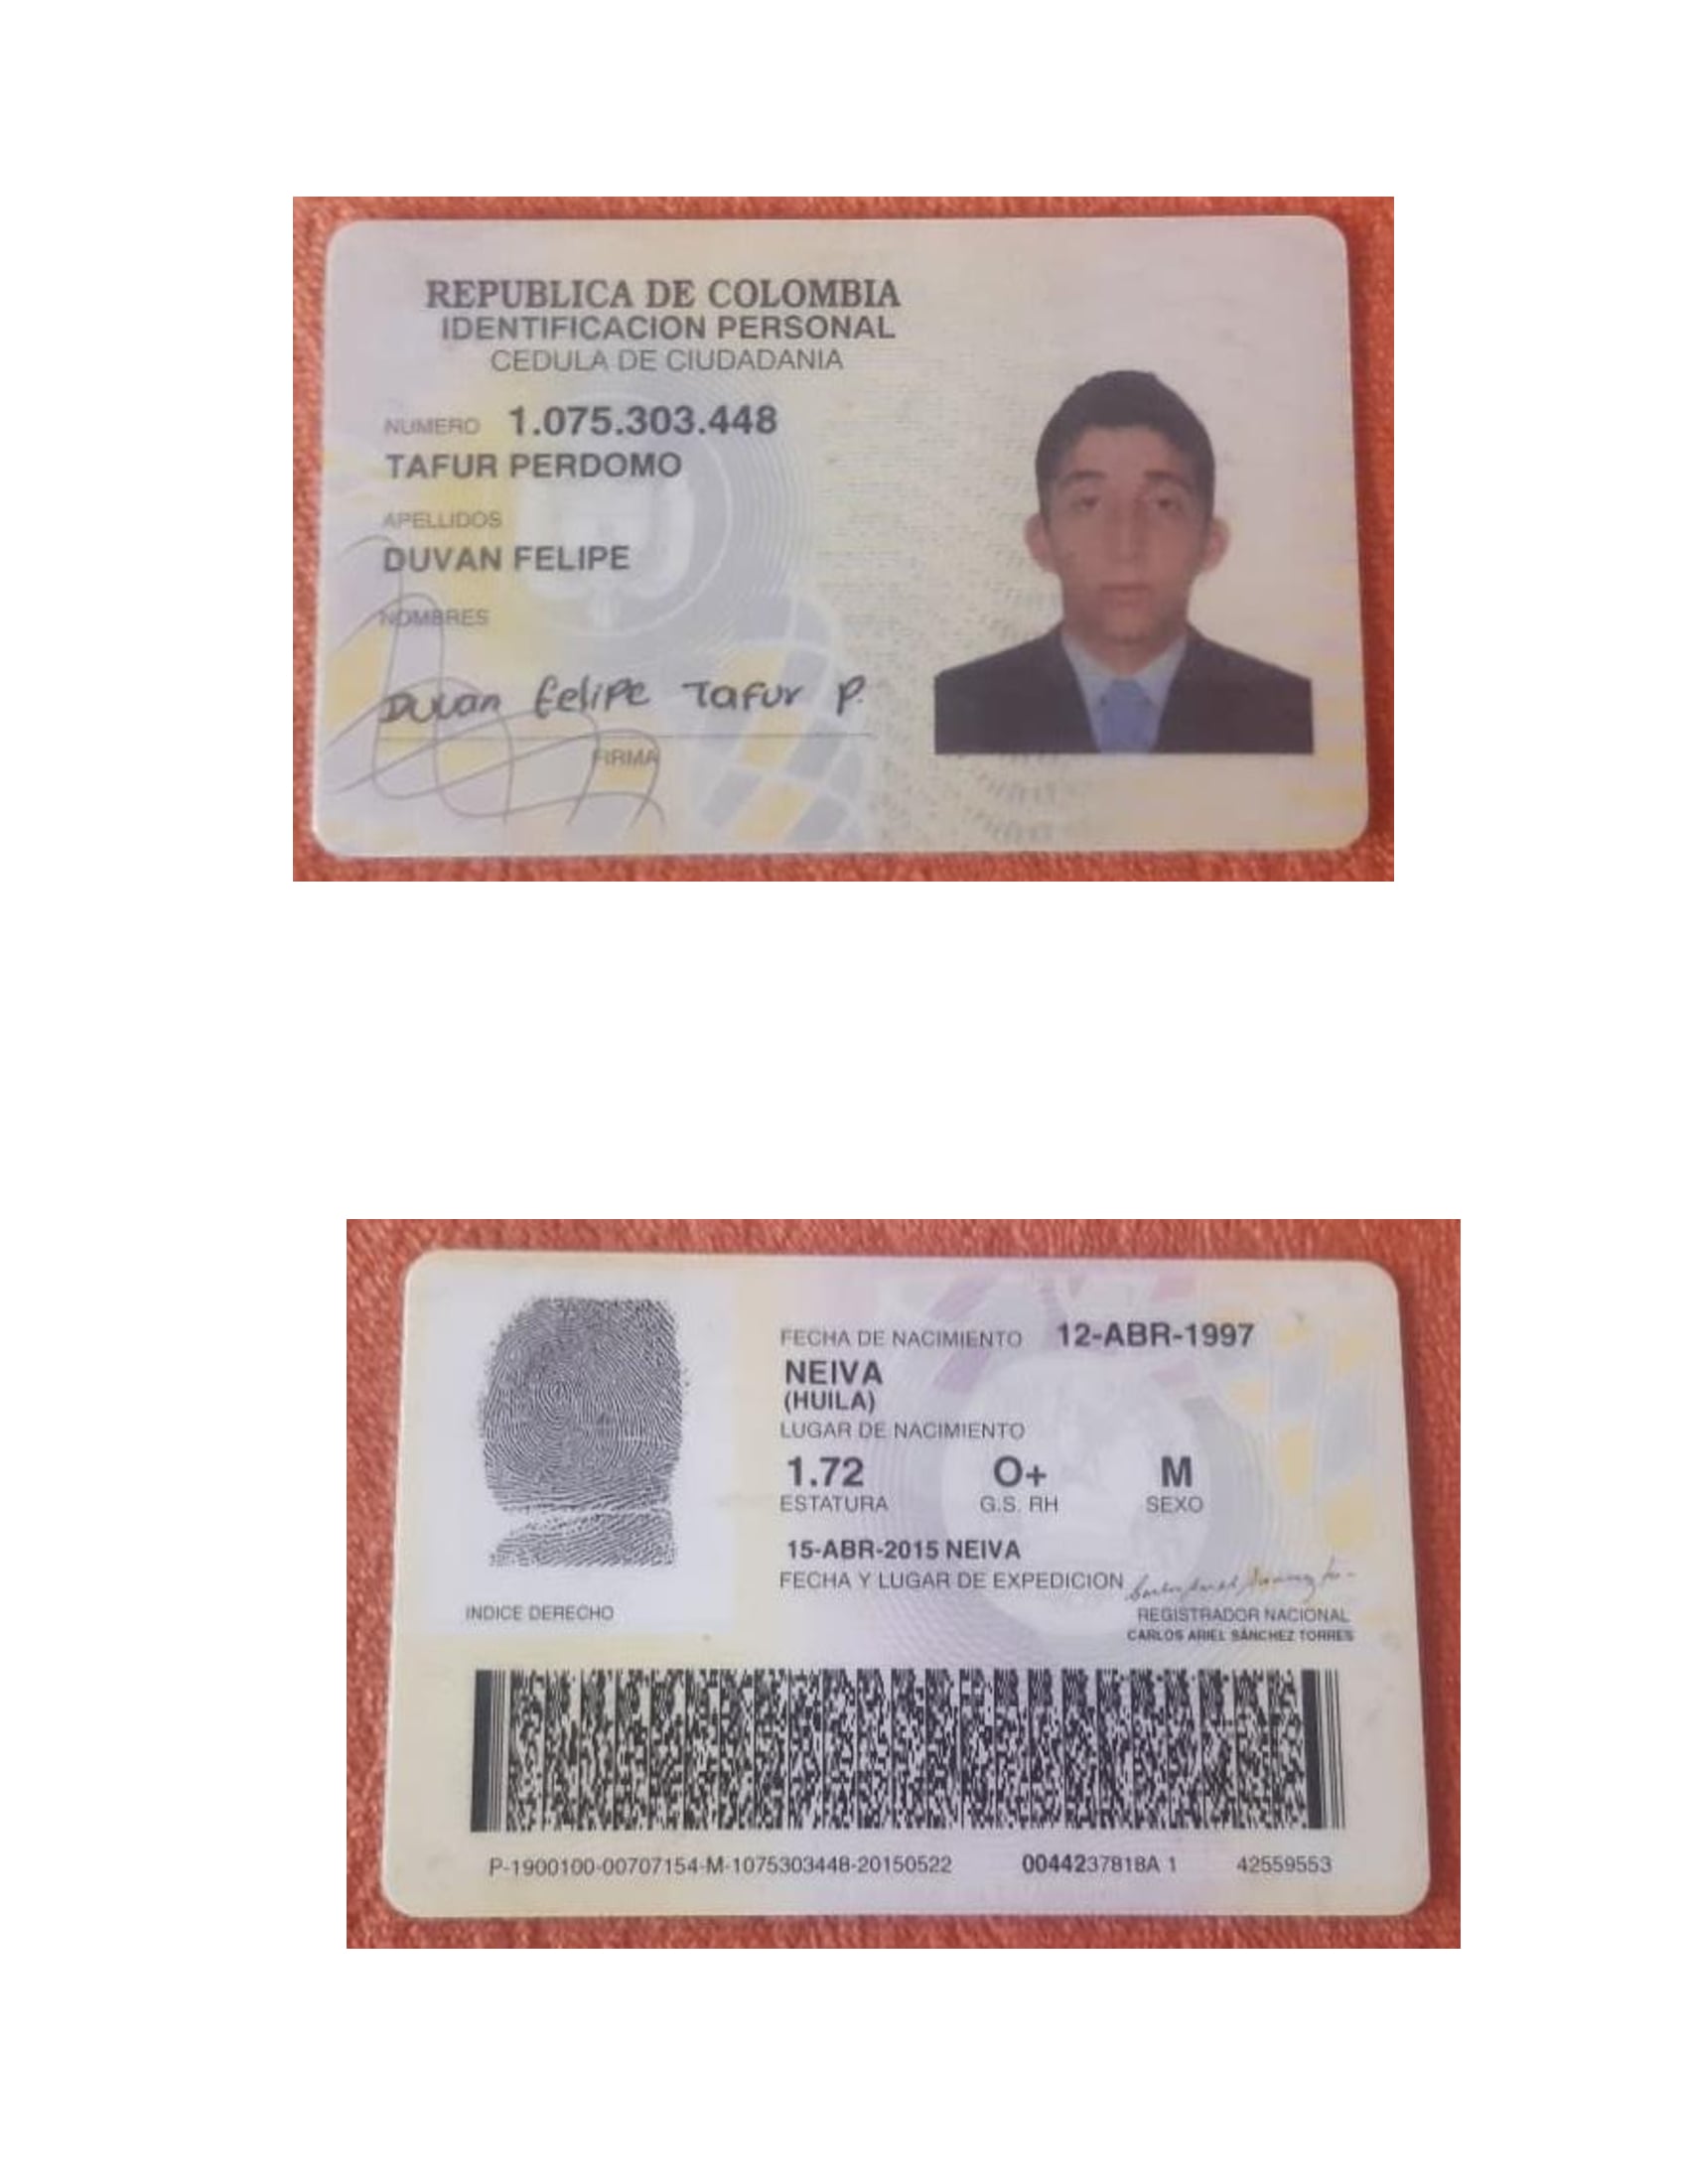 REPUBLICA DE COLOMBIA
IDENTIFICACION PERSONAL
CEDULA DE CIUDADANIA
NUMERO 1.075.303.448
TAFUR PERDOMO
APELLIDOS
DUVAN FELIPE
NOMBRES
Duvan Felipe Tafur P.
FIRMA
FECHA DE NACIMIENTO 12-ABR-1997
NEIVA
(HUILA)
LUGAR DE NACIMIENTO
1.72 O+ M
ESTATURA G.S. RH SEXO
15-ABR-2015 NEIVA
FECHA Y LUGAR DE EXPEDICION
INDICE DERECHO
REGISTRADOR NACIONAL
CARLOS ARIEL SÁNCHEZ TORRES
P-1900100-00707154-M-1075303448-20150522 0044237818A 1 42559553